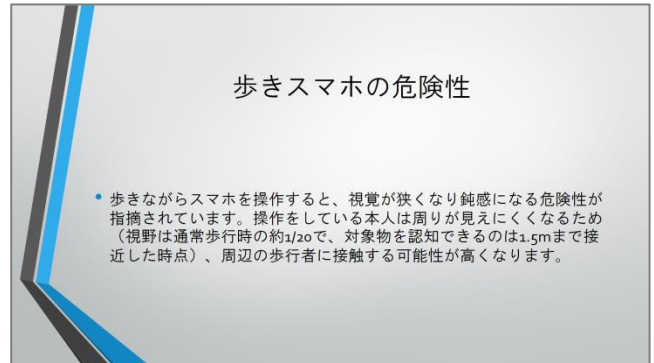 歩きスマホの危険性
• 歩きながらスマホを操作すると、視覚が狭くなり鈍感になる危険性が
指摘されています。操作をしている本人は周りが見えにくくなるため
（視野は通常歩行時の約1/20で、対象物を認知できるのは1.5mまで接
近した時点）、周辺の歩行者に接触する可能性が高くなります。